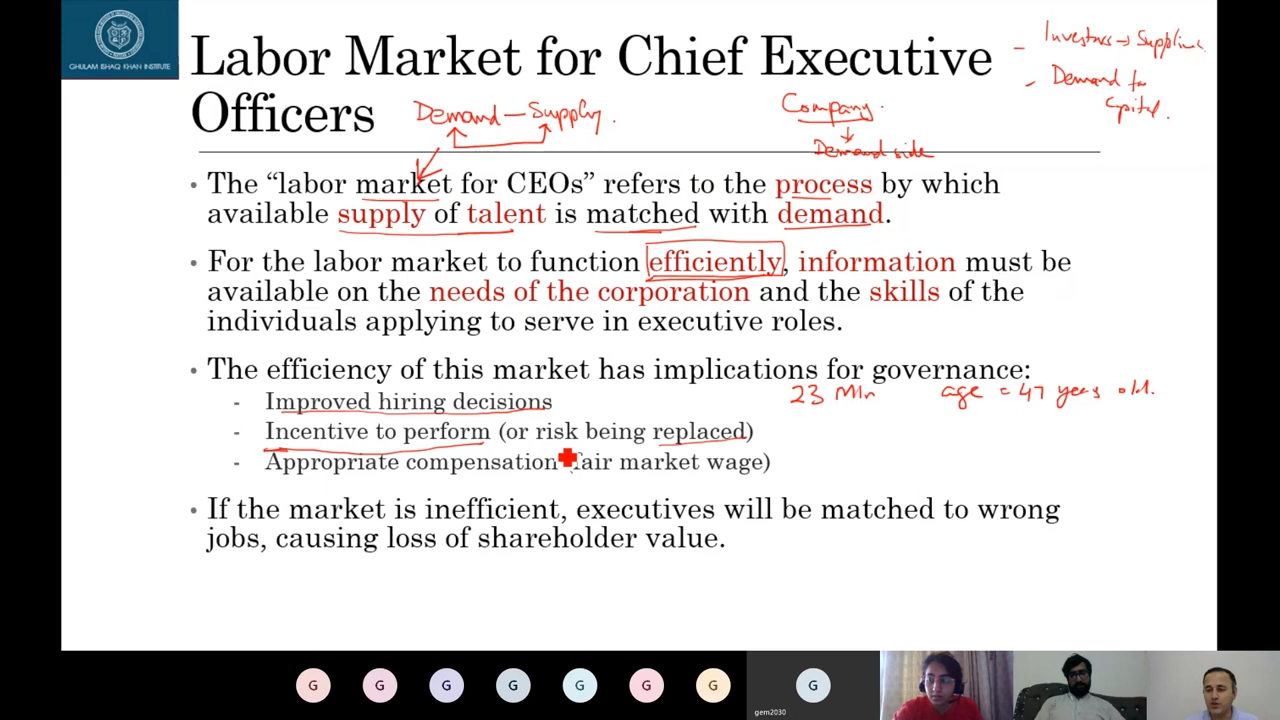 GHULAM ISHAQ KHAN INSTITUTE
Labor Market for Chief Executive
Officers
- Investors → Suppliers
- Demand for
Capital.
Demand – Supply.
Company.
Demand side
• The “labor market for CEOs” refers to the process by which
available supply of talent is matched with demand.
• For the labor market to function efficiently, information must be
available on the needs of the corporation and the skills of the
individuals applying to serve in executive roles.
• The efficiency of this market has implications for governance:
23 Mln age = 47 years old.
- Improved hiring decisions
- Incentive to perform (or risk being replaced)
- Appropriate compensation fair market wage)
• If the market is inefficient, executives will be matched to wrong
jobs, causing loss of shareholder value.
G G G G G G G G
gem2030